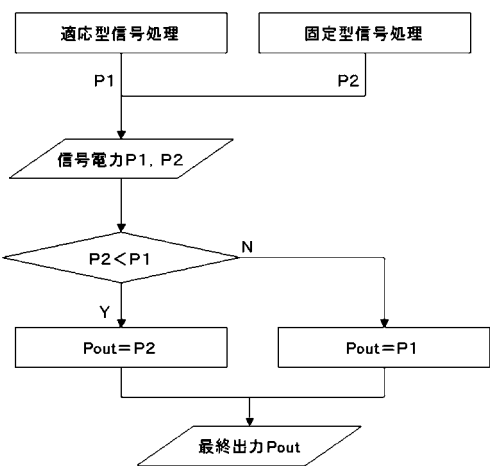 適応型信号処理
固定型信号処理
P1
P2
信号電力P1, P2
P2<P1
N
Y
Pout=P2
Pout=P1
最終出力Pout